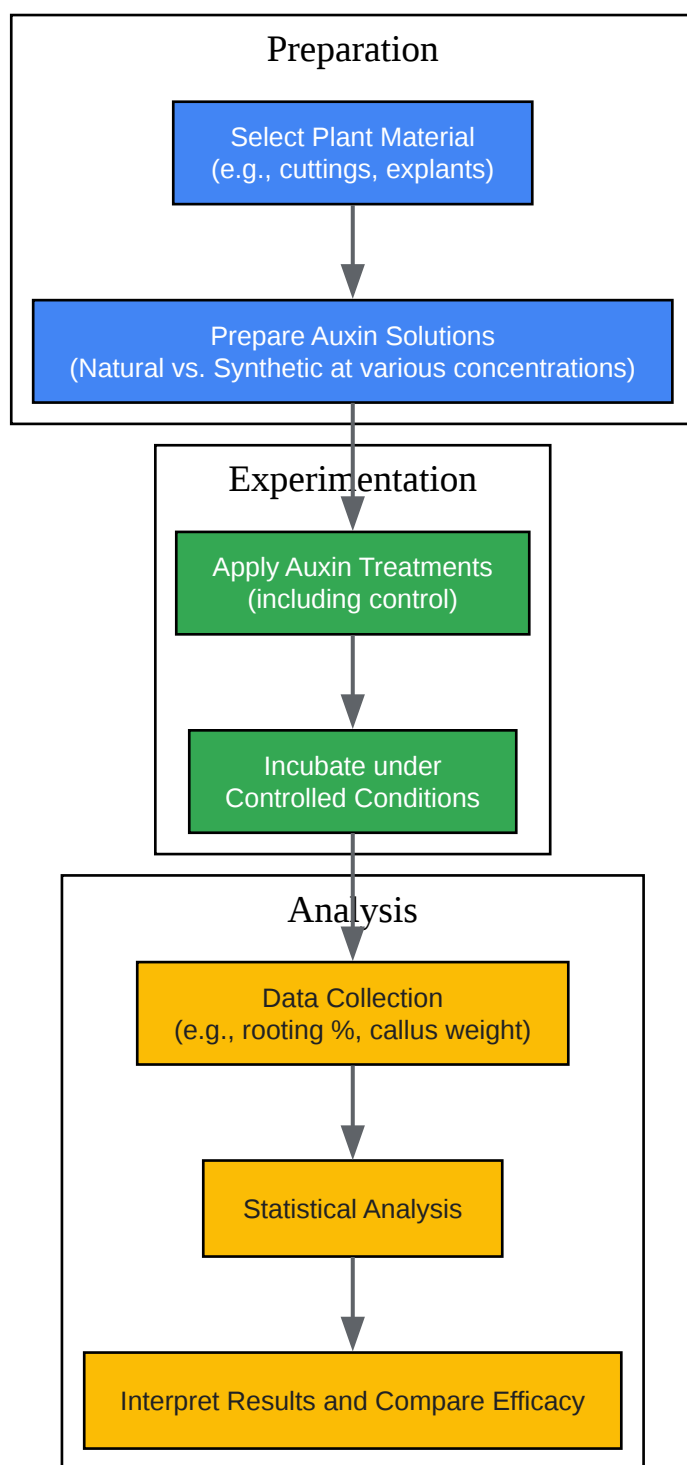 Preparation
Select Plant Material
(e.g., cuttings, explants)
Prepare Auxin Solutions
(Natural vs. Synthetic at various concentrations)
Experimentation
Apply Auxin Treatments
(including control)
Incubate under
Controlled Conditions
Analysis
Data Collection
(e.g., rooting %, callus weight)
Statistical Analysis
Interpret Results and Compare Efficacy